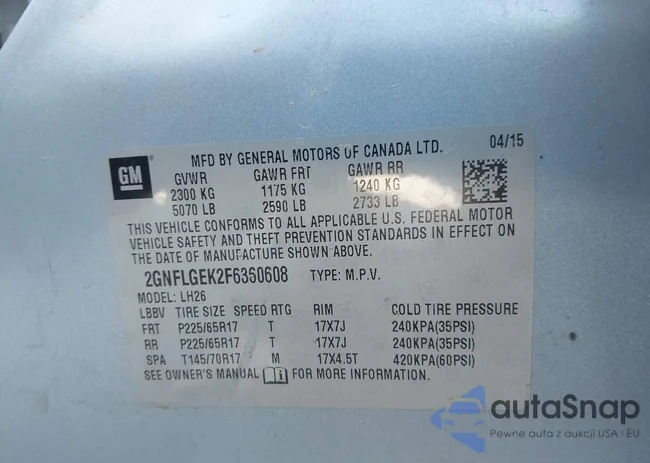 04/15
MFD BY GENERAL MOTORS OF CANADA LTD.
GM
GVWR GAWR FRT GAWR RR
2300 KG 1175 KG 1240 KG
5070 LB 2590 LB 2733 LB
THIS VEHICLE CONFORMS TO ALL APPLICABLE U.S. FEDERAL MOTOR
VEHICLE SAFETY AND THEFT PREVENTION STANDARDS IN EFFECT ON
THE DATE OF MANUFACTURE SHOWN ABOVE.
2GNFLGEK2F6350608 TYPE: M.P.V.
MODEL: LH26
LBBV TIRE SIZE SPEED RTG RIM COLD TIRE PRESSURE
FRT P225/65R17 T 17X7J 240KPA(35PSI)
RR P225/65R17 T 17X7J 240KPA(35PSI)
SPA T145/70R17 M 17X4.5T 420KPA(60PSI)
SEE OWNER'S MANUAL FOR MORE INFORMATION.
autaSnap
Pewne auta z aukcji USA i EU